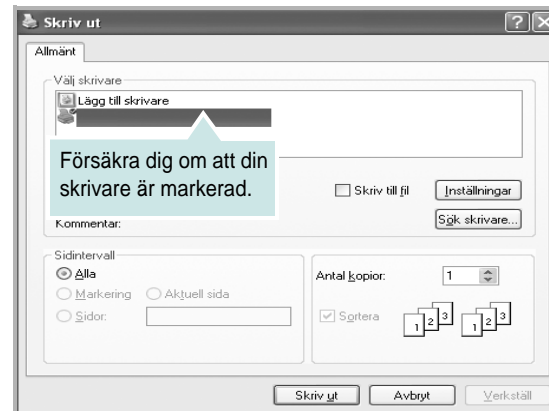 Skriv ut
Allmänt
Välj skrivare
Lägg till skrivare
Försäkra dig om att din
skrivare är markerad.
Skriv till fil
Inställningar
Kommentar:
Sök skrivare...
Sidintervall
Alla
Markering
Aktuell sida
Sidor:
Antal kopior:
1
Sortera
1 2 3
1 2 3
Skriv ut
Avbryt
Verkställ